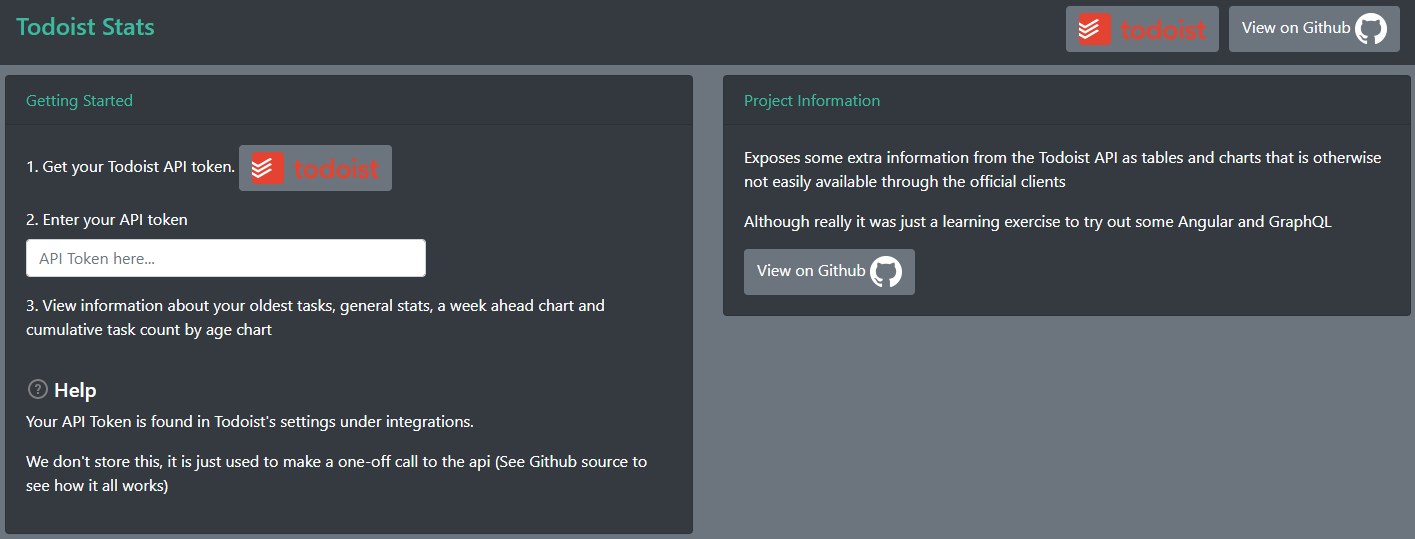 Todoist Stats
todoist
View on Github
Getting Started
1. Get your Todoist API token. todoist
2. Enter your API token
API Token here...
3. View information about your oldest tasks, general stats, a week ahead chart and
cumulative task count by age chart
? Help
Your API Token is found in Todoist's settings under integrations.
We don't store this, it is just used to make a one-off call to the api (See Github source to
see how it all works)
Project Information
Exposes some extra information from the Todoist API as tables and charts that is otherwise
not easily available through the official clients
Although really it was just a learning exercise to try out some Angular and GraphQL
View on Github